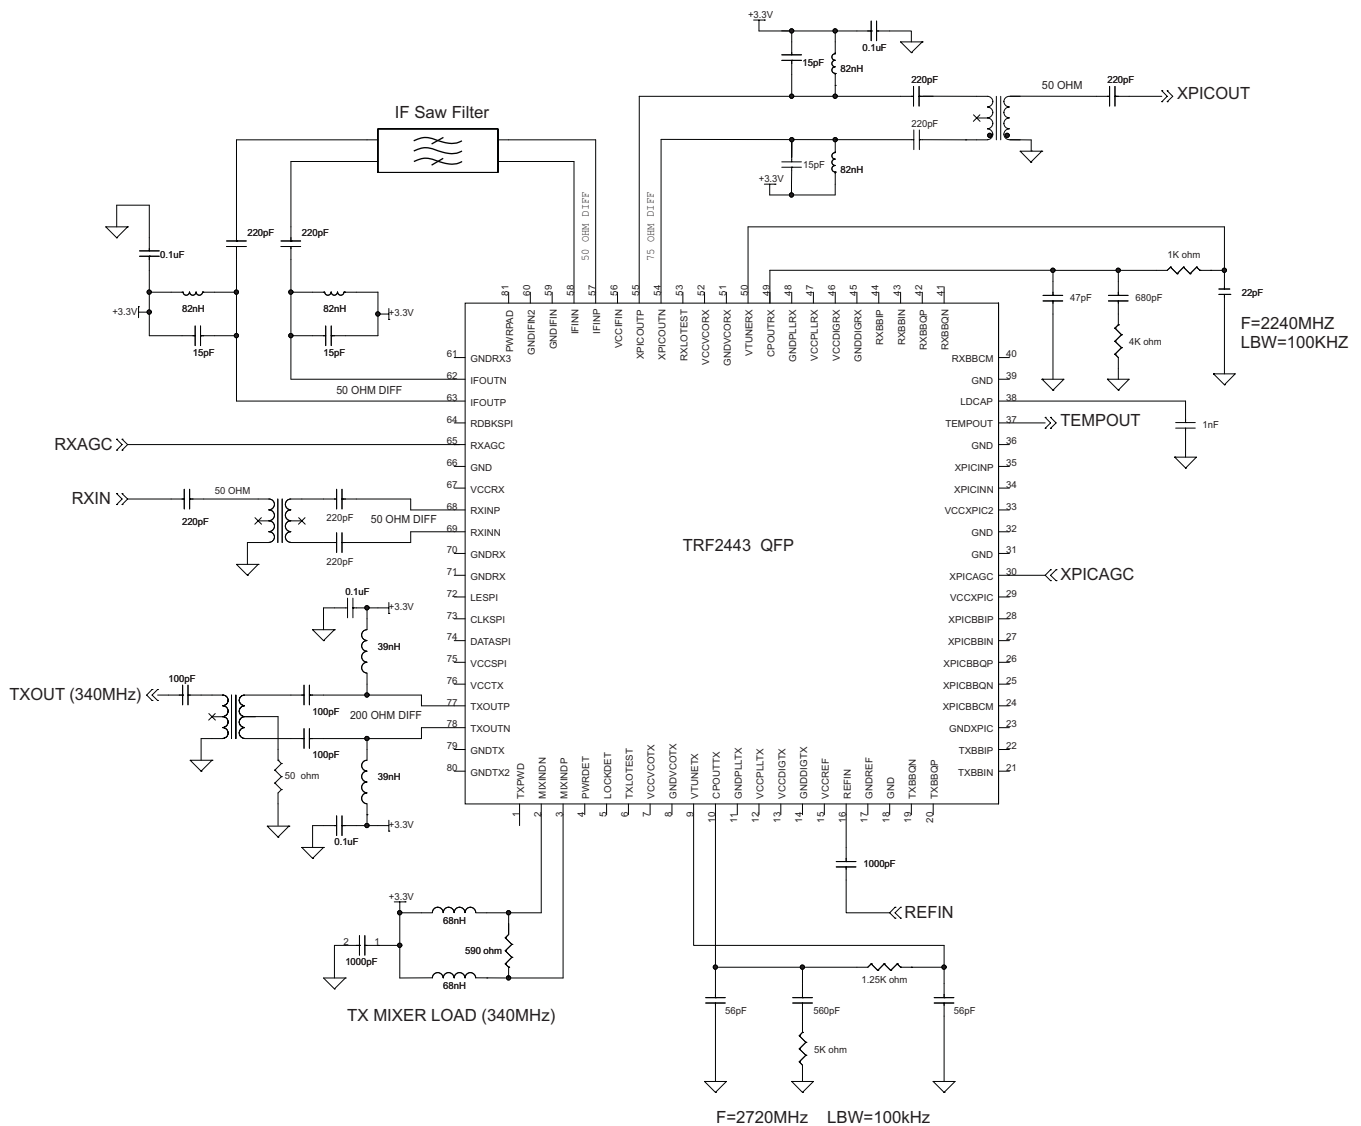 +3.3V
0.1uF
15pF
82nH
220pF
50 OHM
220pF
XPICOUT
220pF
15pF
82nH
+3.3V
IF Saw Filter
50 OHM DIFF
75 OHM DIFF
220pF
220pF
0.1uF
+3.3V
82nH
15pF
82nH
15pF
+3.3V
50 OHM DIFF
1K ohm
47pF
680pF
22pF
4K ohm
F=2240MHZ
LBW=100KHZ
81 PWRPAD
60 GNDIFIN2
59 GNDIFIN
58 IFINN
57 IFINP
56 VCCIFIN
55 XPICOUTP
54 XPICOUTN
53 RXLOTEST
52 VCCVCORX
51 GNDVCORX
50 VTUNERX
49 CPOUTRX
48 GNDPLLRX
47 VCCPLLRX
46 VCCDIGRX
45 GNDDIGRX
44 RXBBIP
43 RXBBIN
42 RXBBQP
41 RXBBQN
61 GNDRX3
62 IFOUTN
63 IFOUTP
64 RDBKSPI
65 RXAGC
66 GND
67 VCCRX
68 RXINP
69 RXINN
70 GNDRX
71 GNDRX
72 LESPI
73 CLKSPI
74 DATASPI
75 VCCSPI
76 VCCTX
77 TXOUTP
78 TXOUTN
79 GNDTX
80 GNDTX2
RXBBCM 40
GND 39
LDCAP 38
TEMPOUT 37
GND 36
XPICINP 35
XPICINN 34
VCCXPIC2 33
GND 32
GND 31
XPICAGC 30
VCCXPIC 29
XPICBBIP 28
XPICBBIN 27
XPICBBQP 26
XPICBBQN 25
XPICBBCM 24
GNDXPIC 23
TXBBIP 22
TXBBIN 21
TRF2443 QFP
TEMPOUT
1nF
XPICAGC
RXAGC
RXIN
220pF
50 OHM
220pF
50 OHM DIFF
220pF
0.1uF
+3.3V
39nH
TXOUT (340MHz)
100pF
100pF
200 OHM DIFF
100pF
50 ohm
39nH
0.1uF
+3.3V
TXPWD 1
MIXINDN 2
MIXINDP 3
PWRDET 4
LOCKDET 5
TXLOTEST 6
VCCVCOTX 7
GNDVCOTX 8
VTUNETX 9
CPOUTTX 10
GNDPLLTX 11
VCCPLLTX 12
VCCDIGTX 13
GNDDIGTX 14
VCCREF 15
REFIN 16
GNDREF 17
GND 18
TXBBQN 19
TXBBQP 20
1000pF
REFIN
+3.3V
68nH
2 1
1000pF
590 ohm
68nH
TX MIXER LOAD (340MHz)
1.25K ohm
56pF
560pF
56pF
5K ohm
F=2720MHz LBW=100kHz